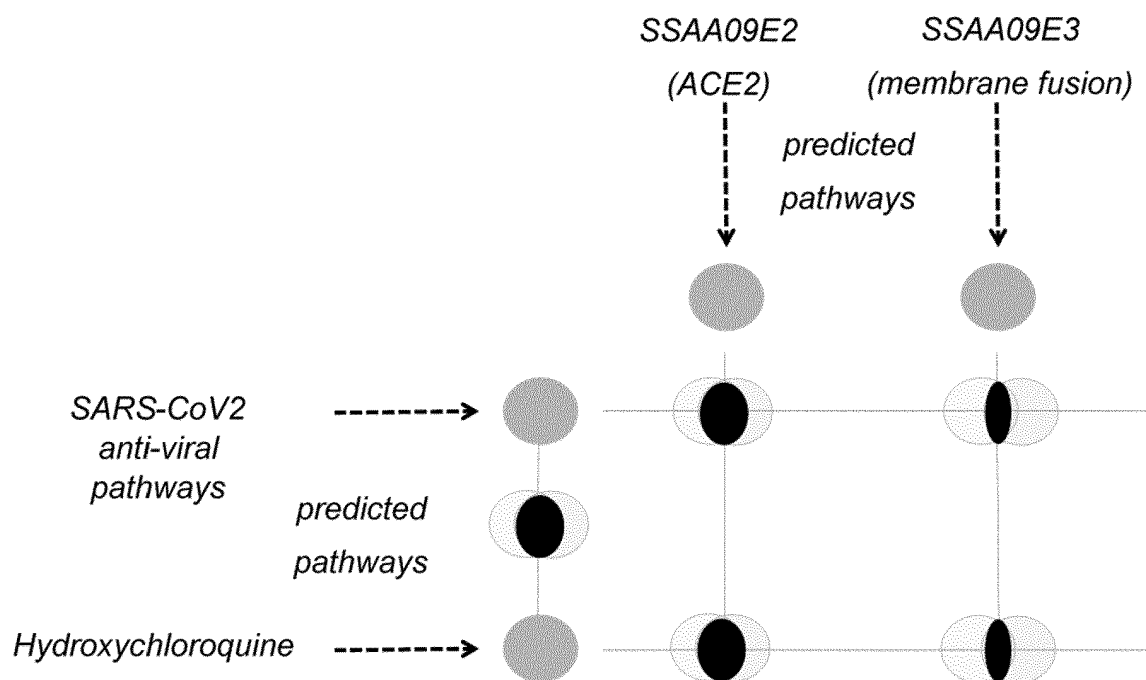 SSAA09E2
(ACE2)
SSAA09E3
(membrane fusion)
predicted
pathways
SARS-CoV2
anti-viral
pathways
predicted
pathways
Hydroxychloroquine